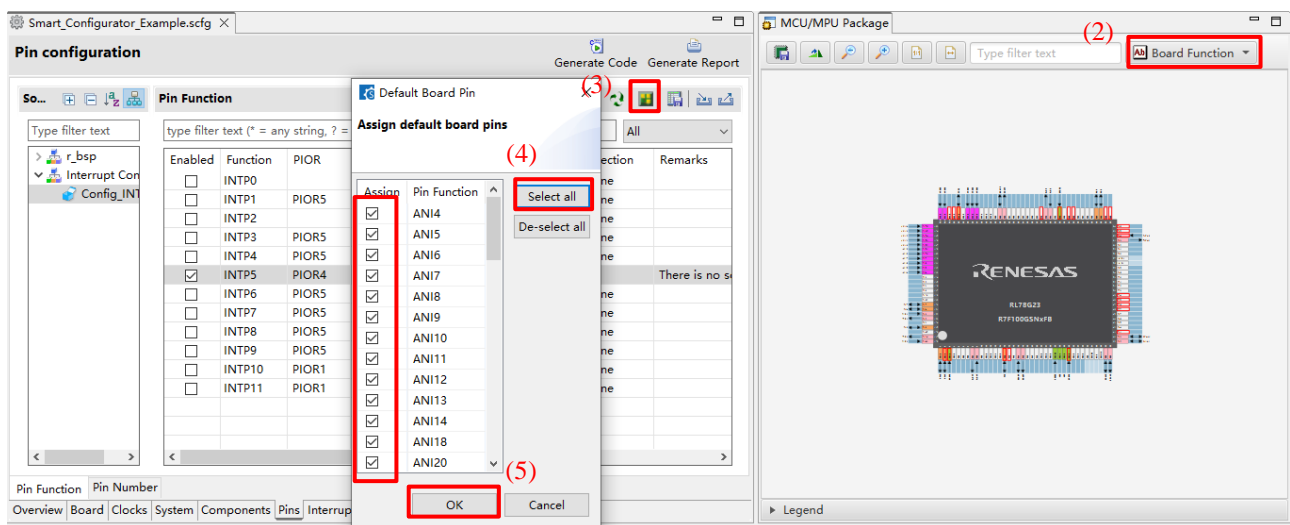 Smart_Configurator_Example.scfg
Pin configuration
Generate Code Generate Report
So...
Pin Function
(3)
Type filter text
type filter text (* = any string, ? =
All
r_bsp
Interrupt Con
Config_INT
Enabled Function PIOR ection Remarks
INTP0 ne
INTP1 PIOR5 ne
INTP2 ne
INTP3 PIOR5 ne
INTP4 PIOR5 ne
INTP5 PIOR4 There is no s
INTP6 PIOR5 ne
INTP7 PIOR5 ne
INTP8 PIOR5 ne
INTP9 PIOR5 ne
INTP10 PIOR1 ne
INTP11 PIOR1 ne
Pin Function Pin Number
Overview Board Clocks System Components Pins Interrup
Default Board Pin
Assign default board pins
(4)
Assign Pin Function
ANI4
ANI5
ANI6
ANI7
ANI8
ANI9
ANI10
ANI11
ANI12
ANI13
ANI14
ANI18
ANI20
Select all
De-select all
(5)
OK Cancel
MCU/MPU Package
(2)
Type filter text
Ab Board Function
RENESAS
RL78G23
R7F100GSNxFB
Legend